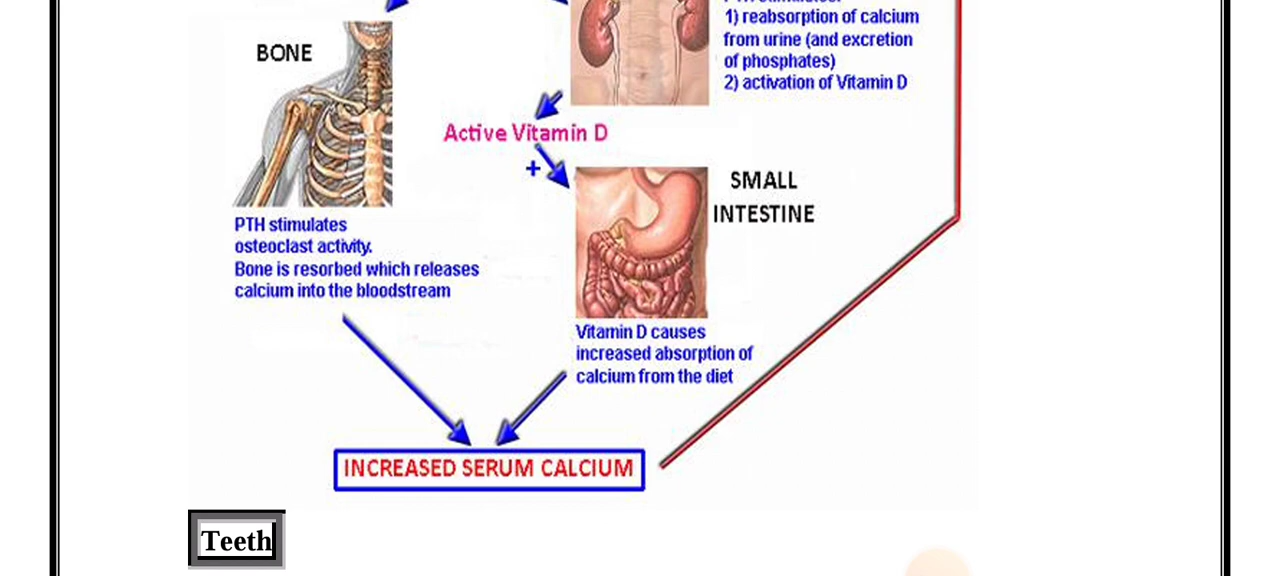 1) reabsorption of calcium
from urine (and excretion
of phosphates)
2) activation of Vitamin D
BONE
Active Vitamin D
+
SMALL
INTESTINE
PTH stimulates
osteoclast activity.
Bone is resorbed which releases
calcium into the bloodstream
Vitamin D causes
increased absorption of
calcium from the diet
INCREASED SERUM CALCIUM
Teeth